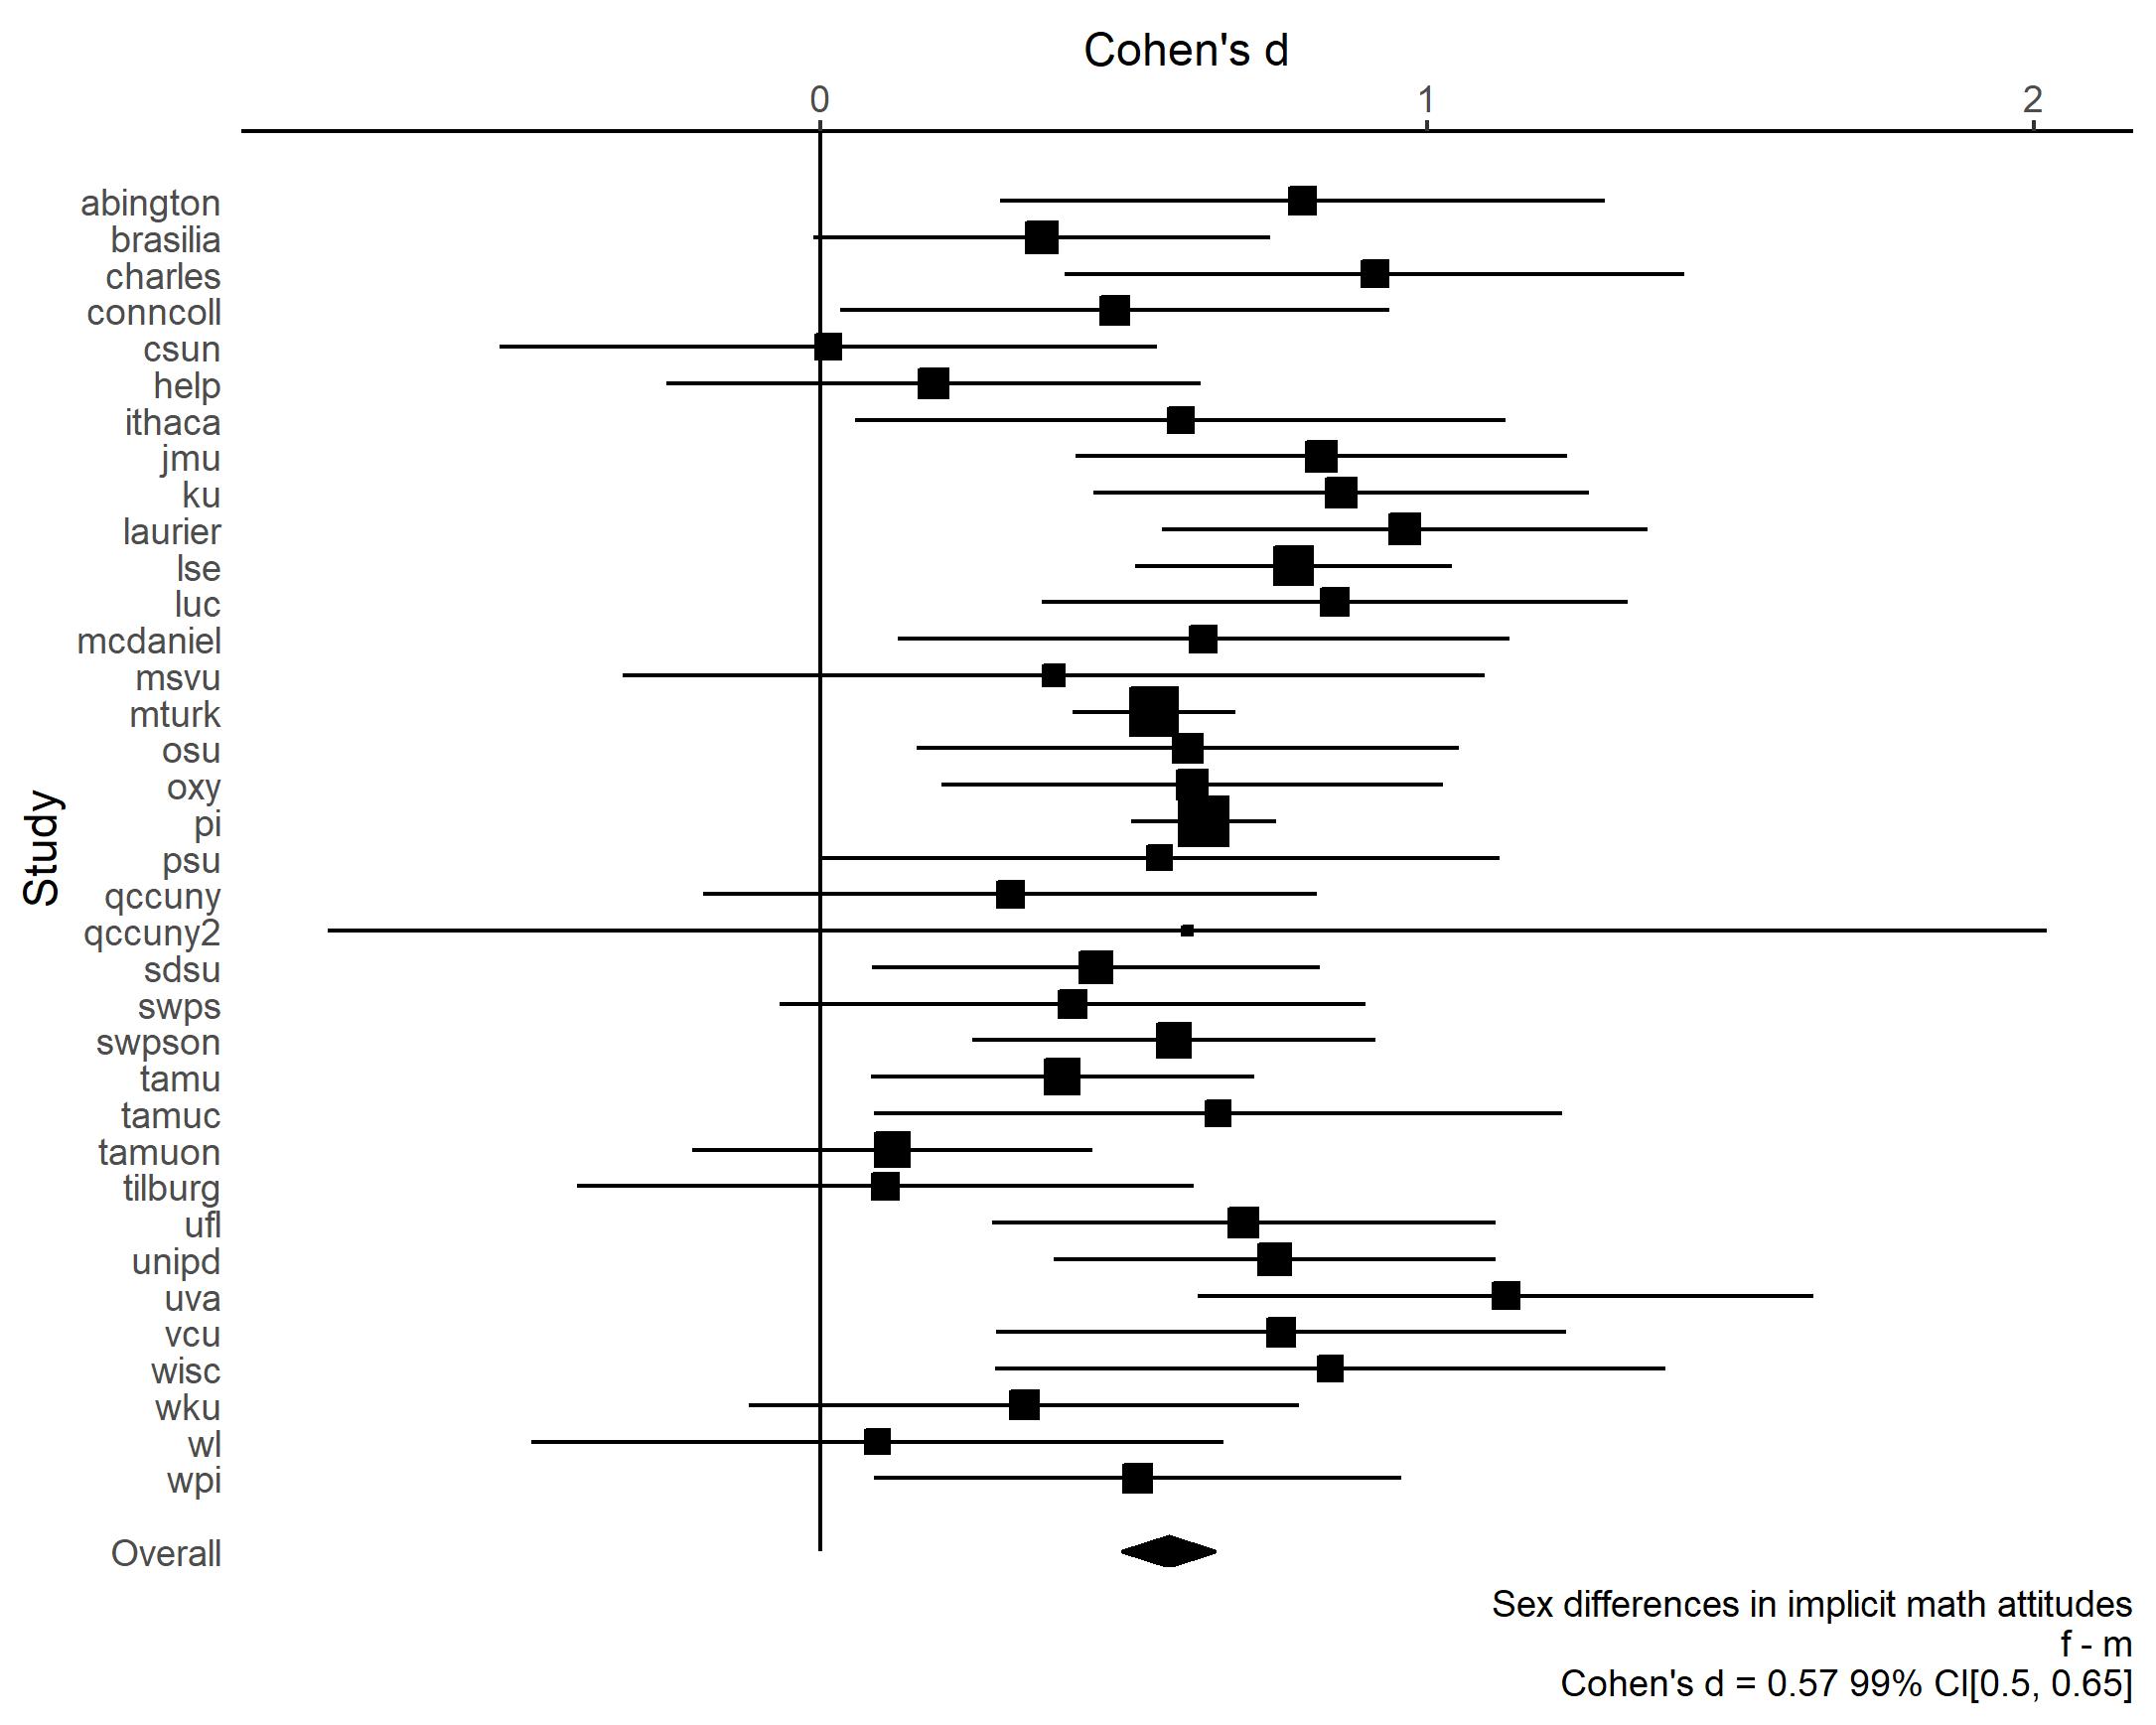 Cohen's d
0 1 2
abington
brasilia
charles
conncoll
csun
help
ithaca
jmu
ku
laurier
lse
luc
mcdaniel
msvu
mturk
osu
oxy
pi
psu
qccuny
qccuny2
sdsu
swps
swpson
tamu
tamuc
tamuon
tilburg
ufl
unipd
uva
vcu
wisc
wku
wl
wpi
Overall
Study
Sex differences in implicit math attitudes
f - m
Cohen's d = 0.57 99% CI[0.5, 0.65]